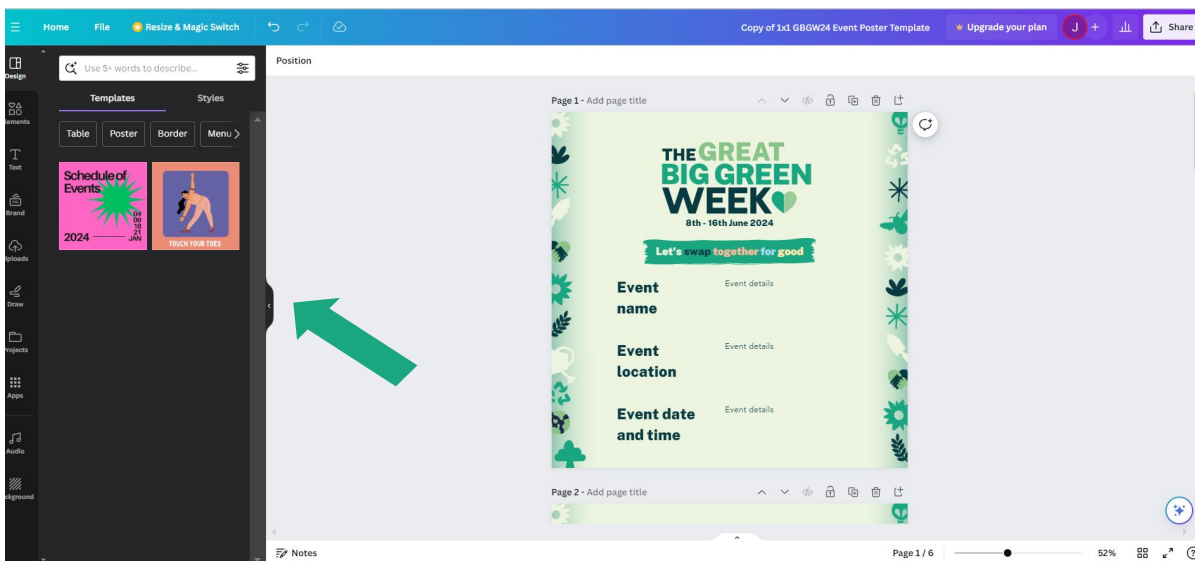 Home File Resize & Magic Switch Copy of 1x1 GBGW24 Event Poster Template Upgrade your plan J + Share
Design
Use 5+ words to describe...
Position
Templates Styles
Table Poster Border Menu
lements
Text
Brand
Uploads
Draw
Projects
Apps
Audio
ckground
Schedule of
Events
04
09
18
21
2024 JAN
TOUCH YOUR TOES
Page 1 - Add page title
THE GREAT
BIG GREEN
WEEK
8th - 16th June 2024
Let's swap together for good
Event Event details
name
Event Event details
location
Event date Event details
and time
Page 2 - Add page title
Notes Page 1 / 6 52%